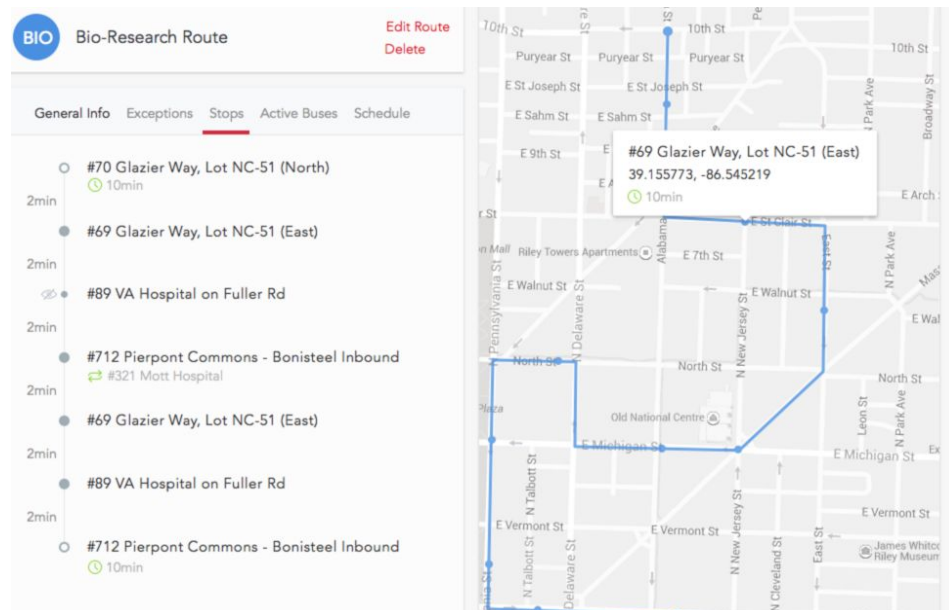 BIO
Bio-Research Route
Edit Route
Delete
General Info Exceptions Stops Active Buses Schedule
#70 Glazier Way, Lot NC-51 (North)
10min
2min
#69 Glazier Way, Lot NC-51 (East)
2min
#89 VA Hospital on Fuller Rd
2min
#712 Pierpont Commons - Bonisteel Inbound
#321 Mott Hospital
2min
#69 Glazier Way, Lot NC-51 (East)
2min
#89 VA Hospital on Fuller Rd
2min
#712 Pierpont Commons - Bonisteel Inbound
10min
10th St
10th St
10th St
Puryear St
Puryear St
Puryear St
E St Joseph St
E St Joseph St
E Sahm St
E Sahm St
N Park Ave
Broadway St
E 9th St
#69 Glazier Way, Lot NC-51 (East)
39.155773, -86.545219
10min
E Arch
E St Clair St
Alabama
East St
Riley Towers Apartments
E 7th St
N Park Ave
N Pennsylvania St
E Walnut St
N Delaware St
E Walnut St
N New Jersey St
E Wal
North St
North St
North St
Plaza
Old National Centre
Leon St
N Park Ave
E Michigan St
E Michigan St
Ex
N Talbott St
E Vermont St
E Vermont St
E Vermont St
N Talbott St
Delaware St
N New Jersey St
N Cleveland St
East St
James Whitco
Riley Museum